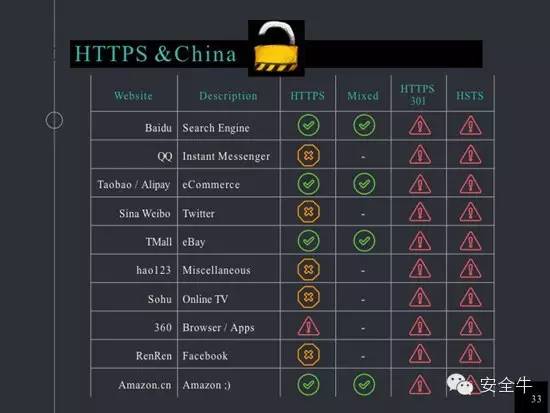 HTTPS &China
Website Description HTTPS Mixed HTTPS 301 HSTS
Baidu Search Engine
QQ Instant Messenger -
Taobao / Alipay eCommerce
Sina Weibo Twitter -
TMall eBay
hao123 Miscellaneous -
Sohu Online TV -
360 Browser / Apps -
RenRen Facebook -
Amazon.cn Amazon ;)
安全牛
33